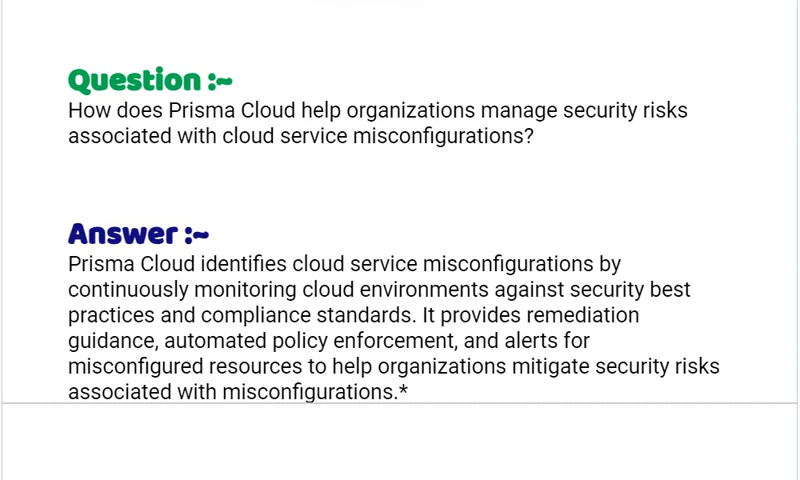 Question :~
How does Prisma Cloud help organizations manage security risks
associated with cloud service misconfigurations?
Answer :~
Prisma Cloud identifies cloud service misconfigurations by
continuously monitoring cloud environments against security best
practices and compliance standards. It provides remediation
guidance, automated policy enforcement, and alerts for
misconfigured resources to help organizations mitigate security risks
associated with misconfigurations.*